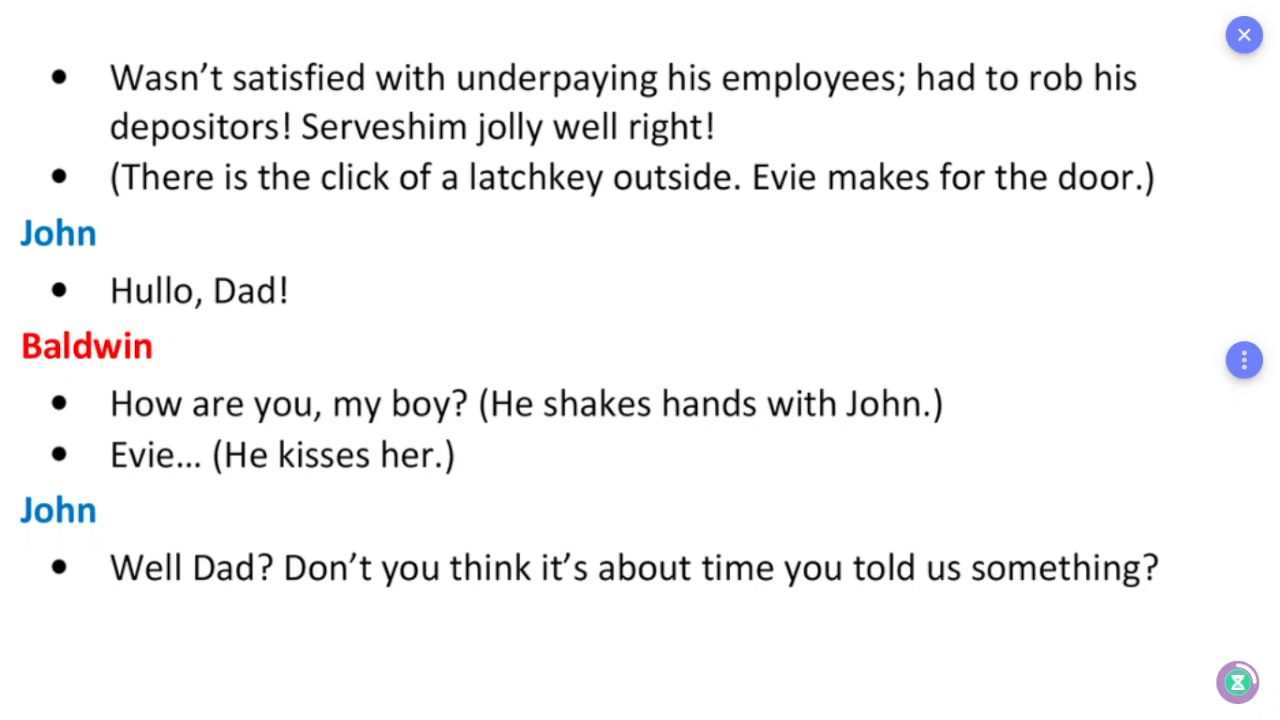 • Wasn’t satisfied with underpaying his employees; had to rob his
depositors! Serveshim jolly well right!
• (There is the click of a latchkey outside. Evie makes for the door.)
John
• Hullo, Dad!
Baldwin
• How are you, my boy? (He shakes hands with John.)
• Evie... (He kisses her.)
John
• Well Dad? Don’t you think it’s about time you told us something?